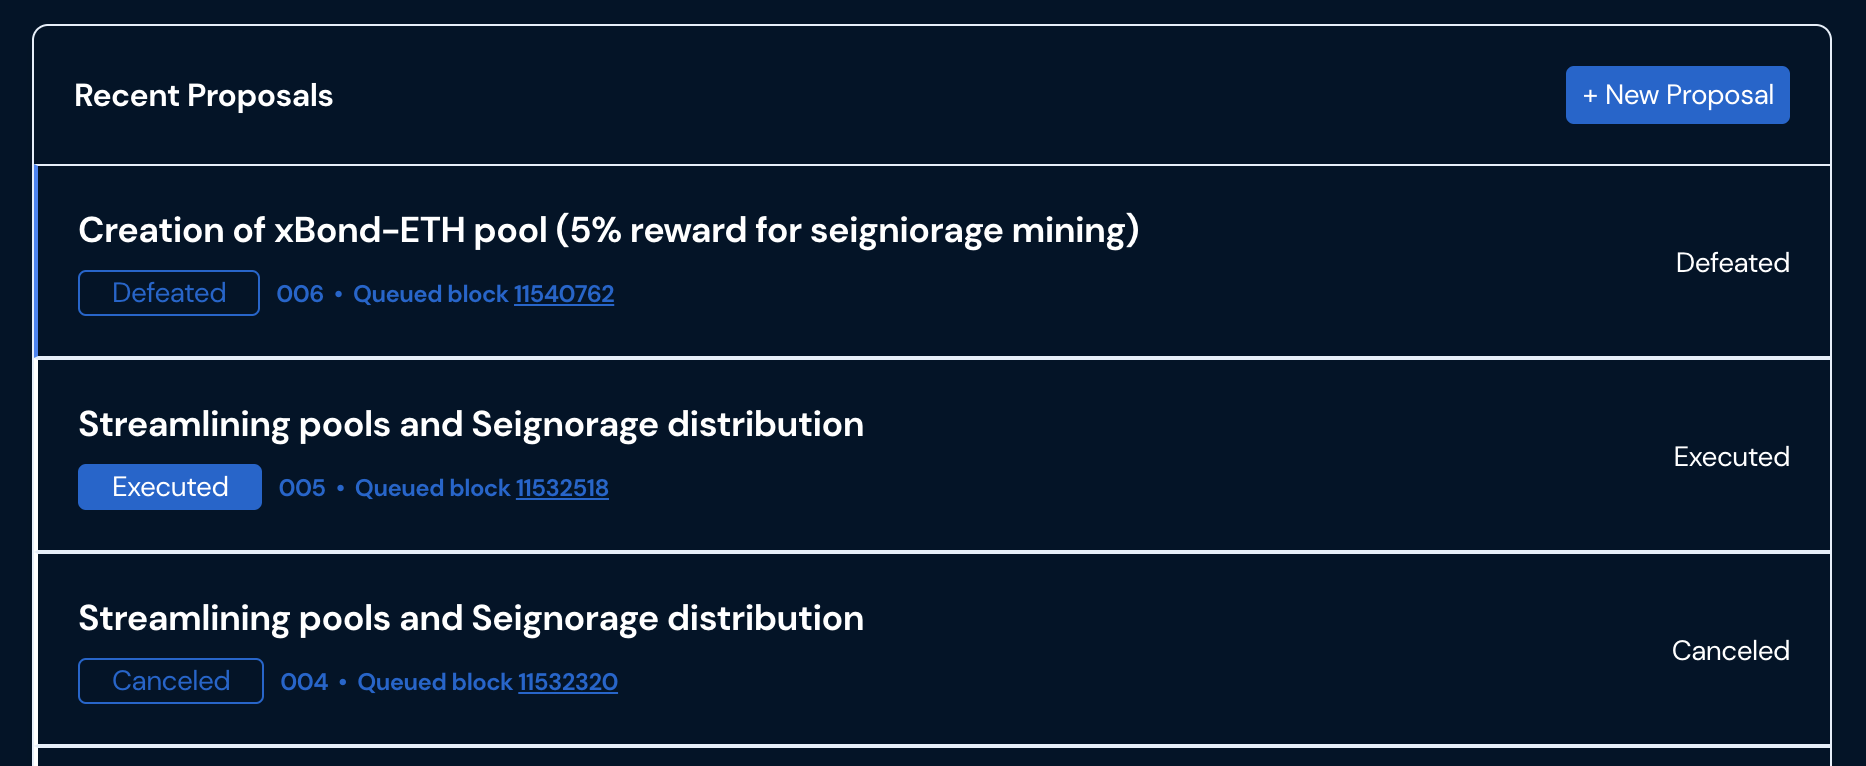 Recent Proposals
+ New Proposal
Creation of xBond-ETH pool (5% reward for seigniorage mining)
Defeated 006 • Queued block 11540762
Defeated
Streamlining pools and Seignorage distribution
Executed 005 • Queued block 11532518
Executed
Streamlining pools and Seignorage distribution
Canceled 004 • Queued block 11532320
Canceled